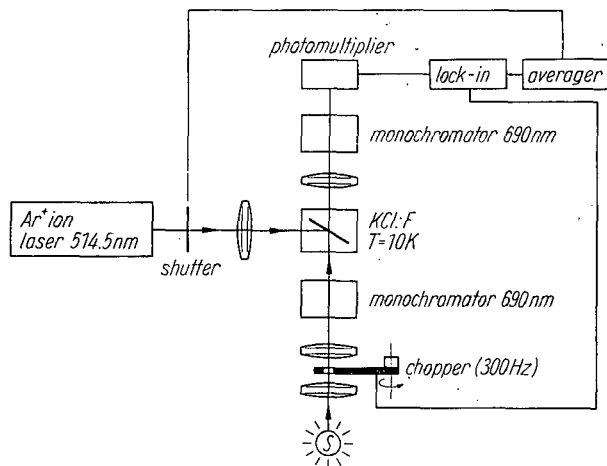 photomultiplier
lock-in
averager
monochromator 690nm
Ar+ion
laser 514.5nm
shutter
KCl:F
T=10K
monochromator 690nm
chopper (300Hz)
S